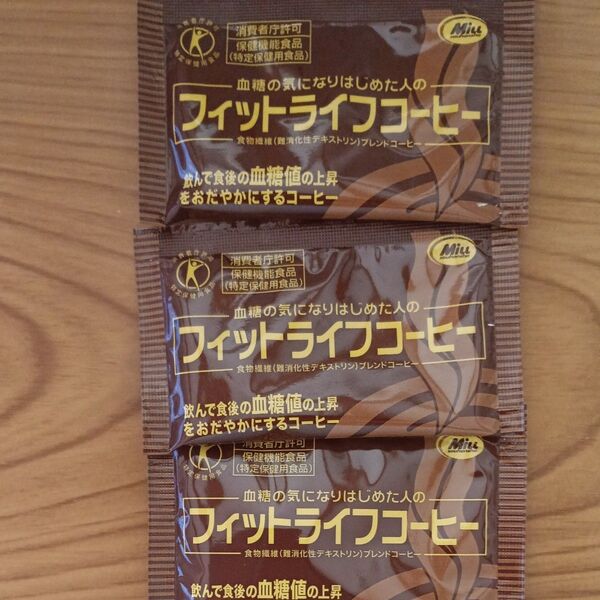 消費者庁許可
保健機能食品
(特定保健用食品)
Miu
血糖の気になりはじめた人の
フィットライフコーヒー
食物繊維(難消化性デキストリン)ブレンドコーヒー
飲んで食後の血糖値の上昇
をおだやかにするコーヒー
消費者庁許可
保健機能食品
(特定保健用食品)
Miu
血糖の気になりはじめた人の
フィットライフコーヒー
食物繊維(難消化性デキストリン)ブレンドコーヒー
飲んで食後の血糖値の上昇
をおだやかにするコーヒー
消費者庁許可
保健機能食品
(特定保健用食品)
Miu
血糖の気になりはじめた人の
フィットライフコーヒー
食物繊維(難消化性デキストリン)ブレンドコーヒー
飲んで食後の血糖値の上昇